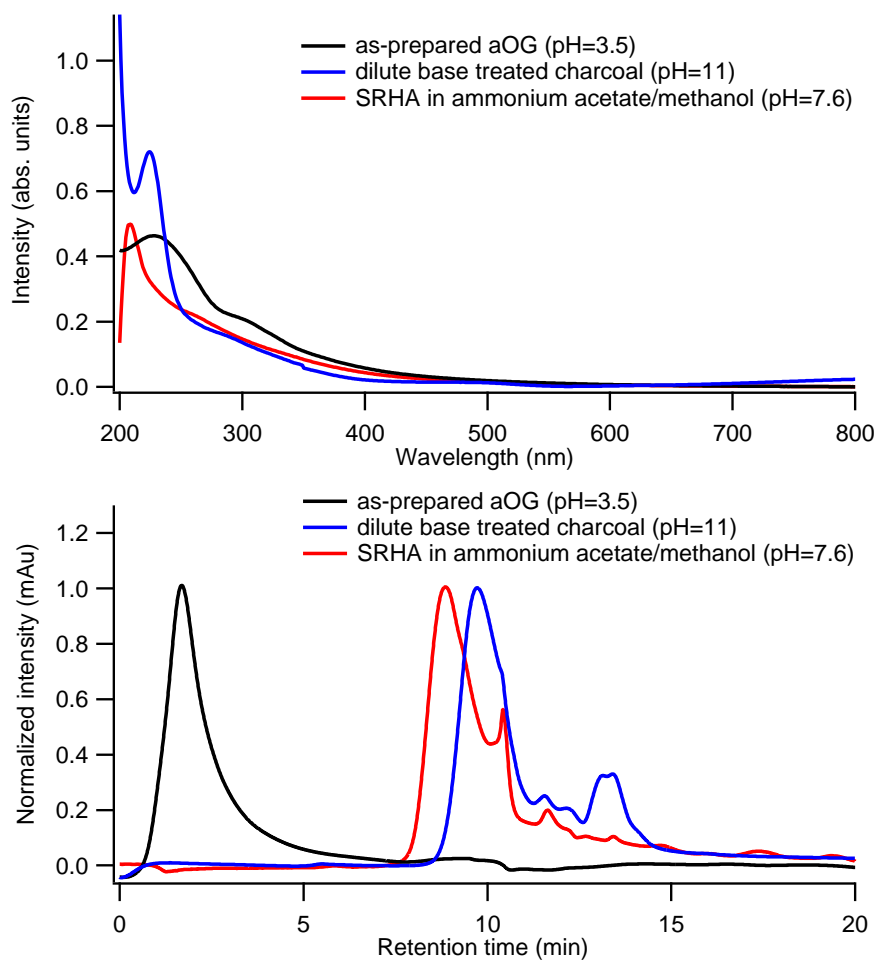 as-prepared aOG (pH=3.5)
dilute base treated charcoal (pH=11)
SRHA in ammonium acetate/methanol (pH=7.6)
Intensity (abs. units)
1.0
0.8
0.6
0.4
0.2
0.0
200 300 400 500 600 700 800
Wavelength (nm)
as-prepared aOG (pH=3.5)
dilute base treated charcoal (pH=11)
SRHA in ammonium acetate/methanol (pH=7.6)
Normalized intensity (mAu)
1.2
1.0
0.8
0.6
0.4
0.2
0.0
0 5 10 15 20
Retention time (min)